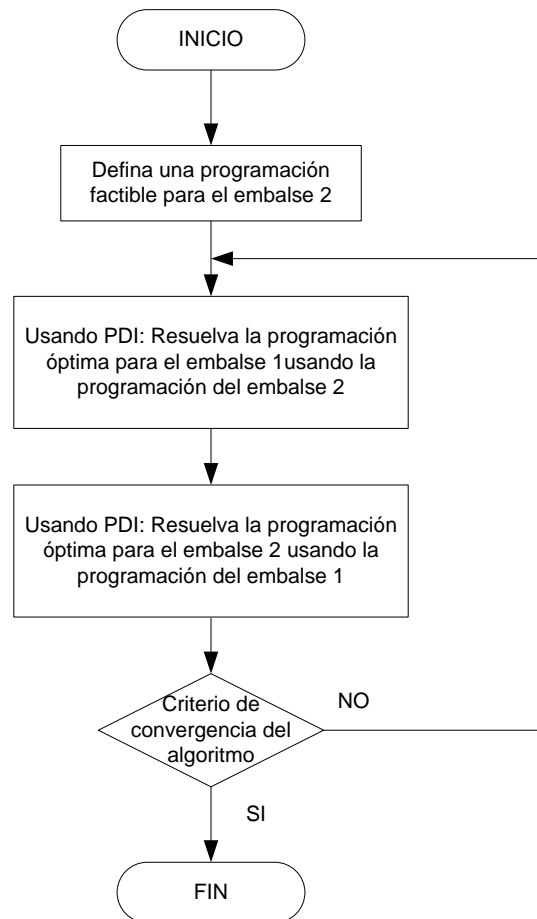 INICIO
Defina una programación
factible para el embalse 2
Usando PDI: Resuelva la programación
óptima para el embalse 1usando la
programación del embalse 2
Usando PDI: Resuelva la programación
óptima para el embalse 2 usando la
programación del embalse 1
Criterio de
convergencia del
algoritmo
NO
SI
FIN